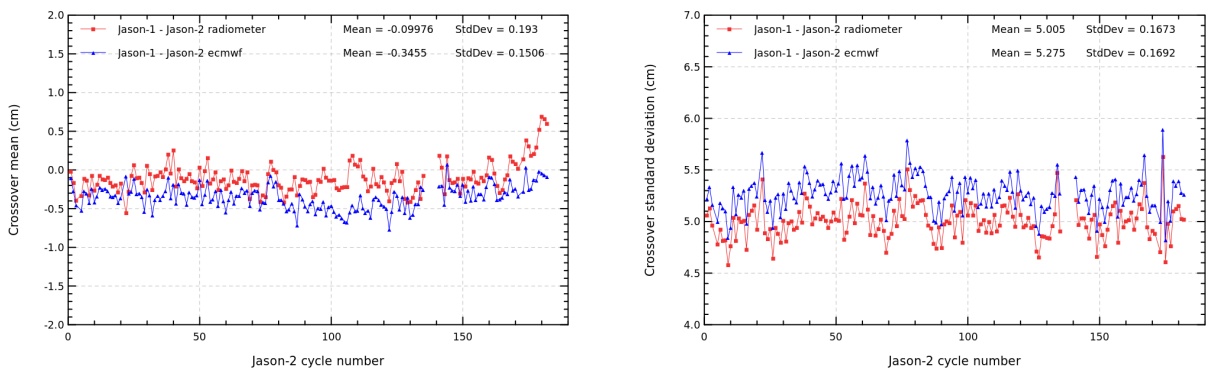 Crossover mean (cm)
2.0
1.5
1.0
0.5
0.0
-0.5
-1.0
-1.5
-2.0
Jason-1 - Jason-2 radiometer Mean = -0.09976 StdDev = 0.193
Jason-1 - Jason-2 ecmwf Mean = -0.3455 StdDev = 0.1506
0 50 100 150
Jason-2 cycle number
Crossover standard deviation (cm)
7.0
6.5
6.0
5.5
5.0
4.5
4.0
Jason-1 - Jason-2 radiometer Mean = 5.005 StdDev = 0.1673
Jason-1 - Jason-2 ecmwf Mean = 5.275 StdDev = 0.1692
0 50 100 150
Jason-2 cycle number